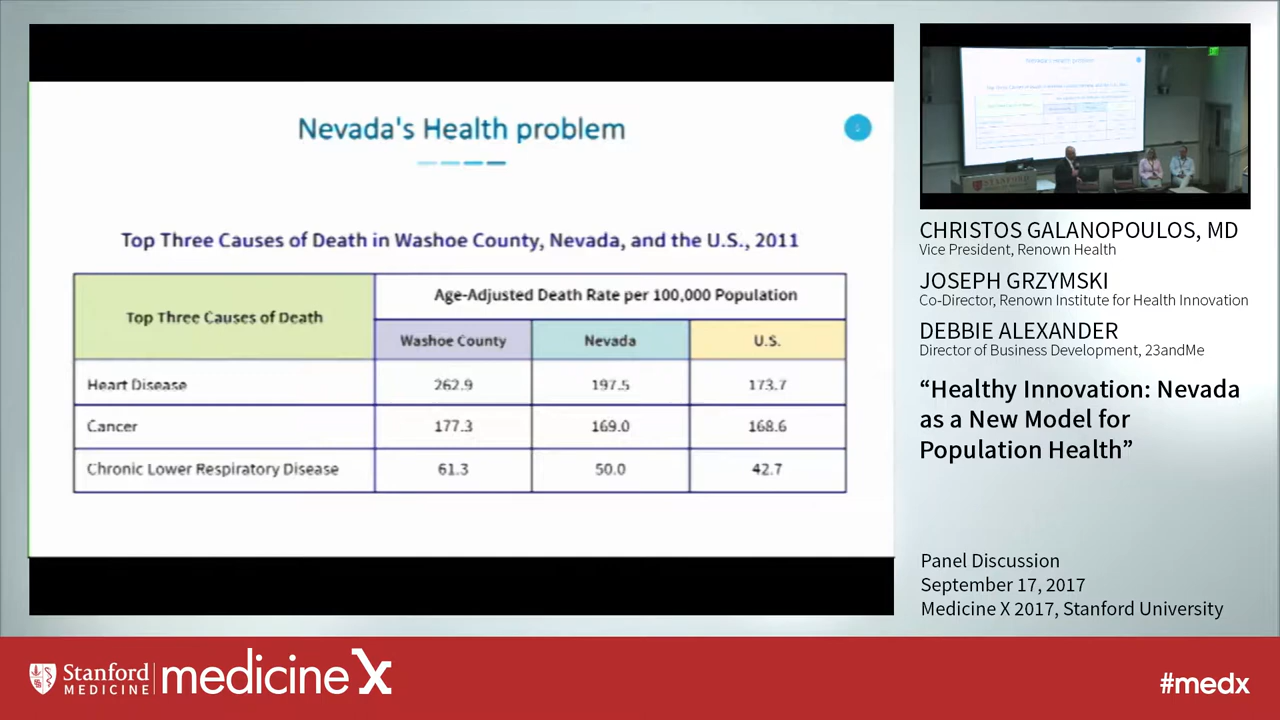 Nevada's Health problem
Top Three Causes of Death in Washoe County, Nevada, and the U.S., 2011
Top Three Causes of Death
Age-Adjusted Death Rate per 100,000 Population
Washoe County
Nevada
U.S.
Heart Disease
262.9
197.5
173.7
Cancer
177.3
169.0
168.6
Chronic Lower Respiratory Disease
61.3
50.0
42.7
Nevada's Health problem
STANFORD
CHRISTOS GALANOPOULOS, MD
Vice President, Renown Health
JOSEPH GRZYMSKI
Co-Director, Renown Institute for Health Innovation
DEBBIE ALEXANDER
Director of Business Development, 23andMe
“Healthy Innovation: Nevada
as a New Model for
Population Health”
Panel Discussion
September 17, 2017
Medicine X 2017, Stanford University
Stanford
MEDICINE
medicine X
#medx